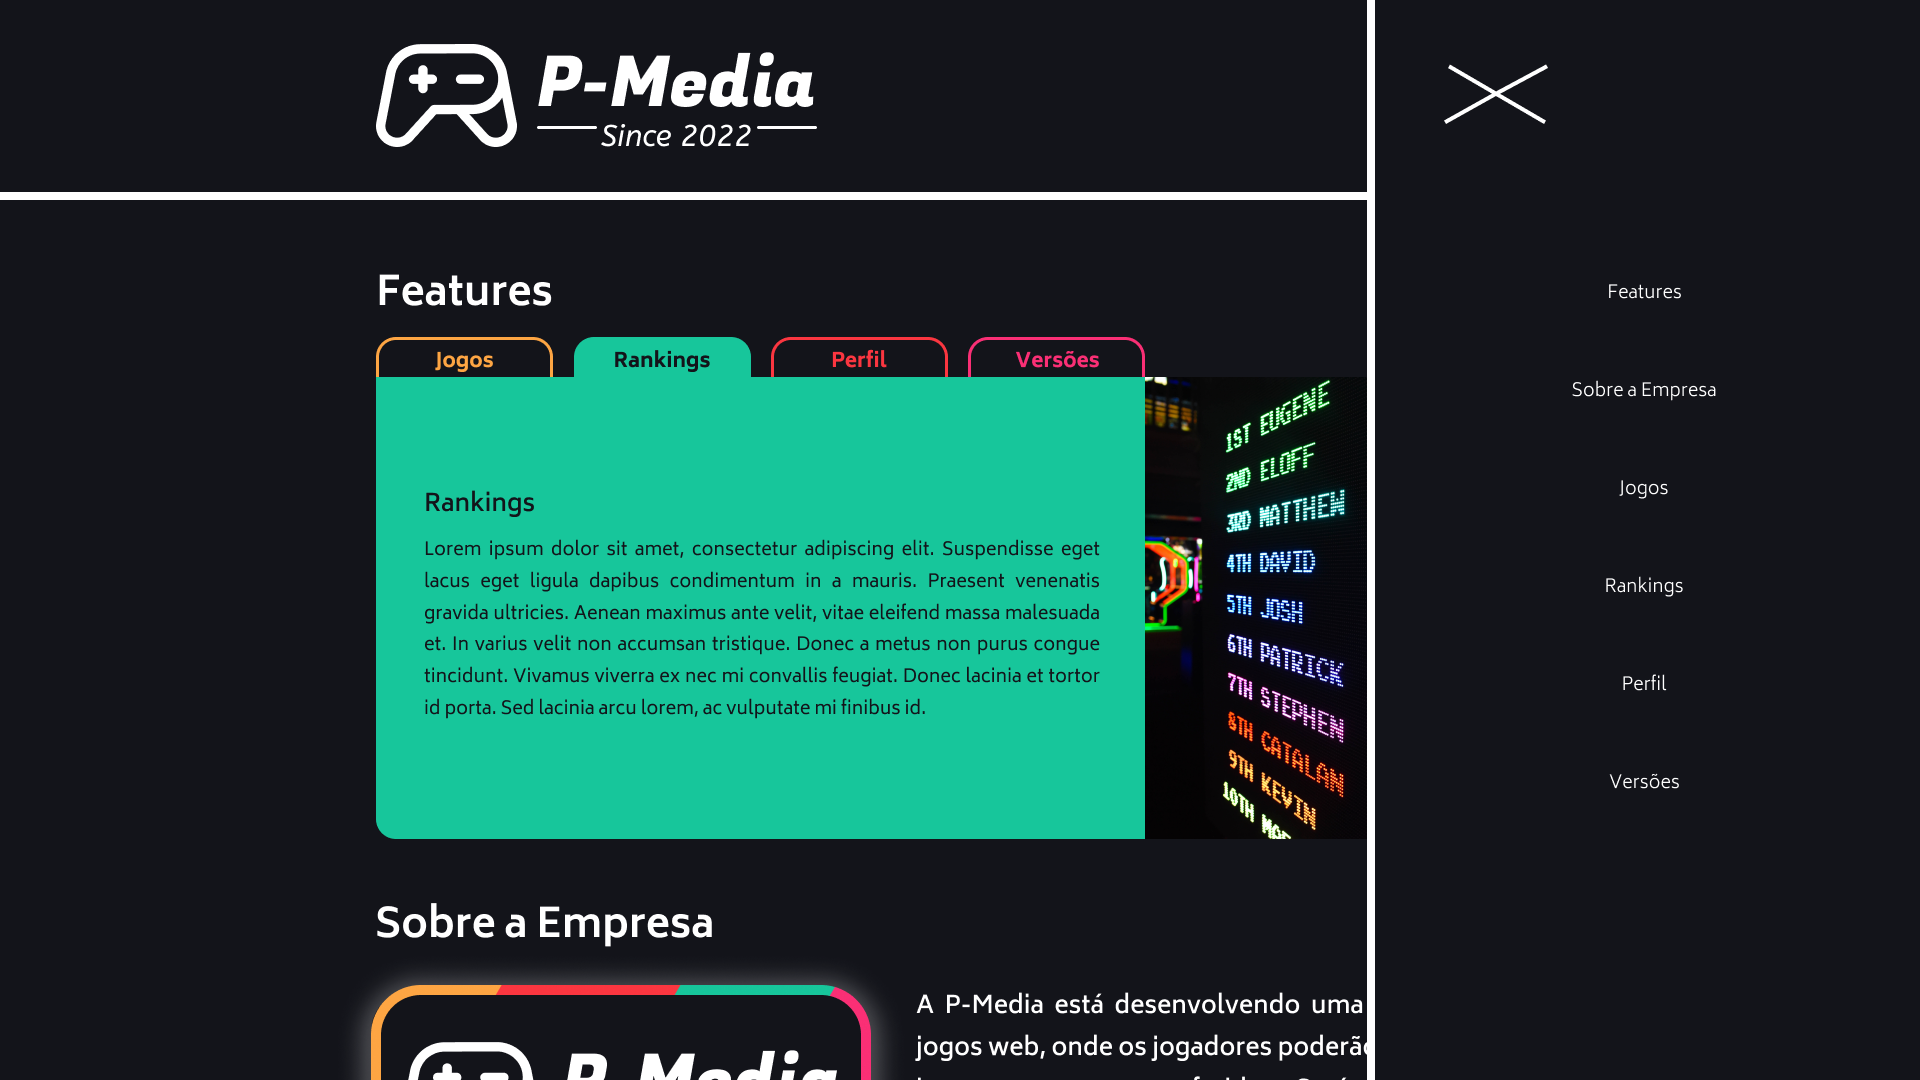 P-Media
Since 2022
Features
Jogos
Rankings
Perfil
Versões
Rankings
Lorem ipsum dolor sit amet, consectetur adipiscing elit. Suspendisse eget
lacus eget ligula dapibus condimentum in a mauris. Praesent venenatis
gravida ultricies. Aenean maximus ante velit, vitae eleifend massa malesuada
et. In varius velit non accumsan tristique. Donec a metus non purus congue
tincidunt. Vivamus viverra ex nec mi convallis feugiat. Donec lacinia et tortor
id porta. Sed lacinia arcu lorem, ac vulputate mi finibus id.
1ST EUGENE
2ND ELOFF
3RD MATTHEW
4TH DAVID
5TH JOSH
6TH PATRICK
7TH STEPHEN
8TH CATALAN
9TH KEVIN
10TH
Sobre a Empresa
P-Media
A P-Media está desenvolvendo uma
jogos web, onde os jogadores
Features
Sobre a Empresa
Jogos
Rankings
Perfil
Versões